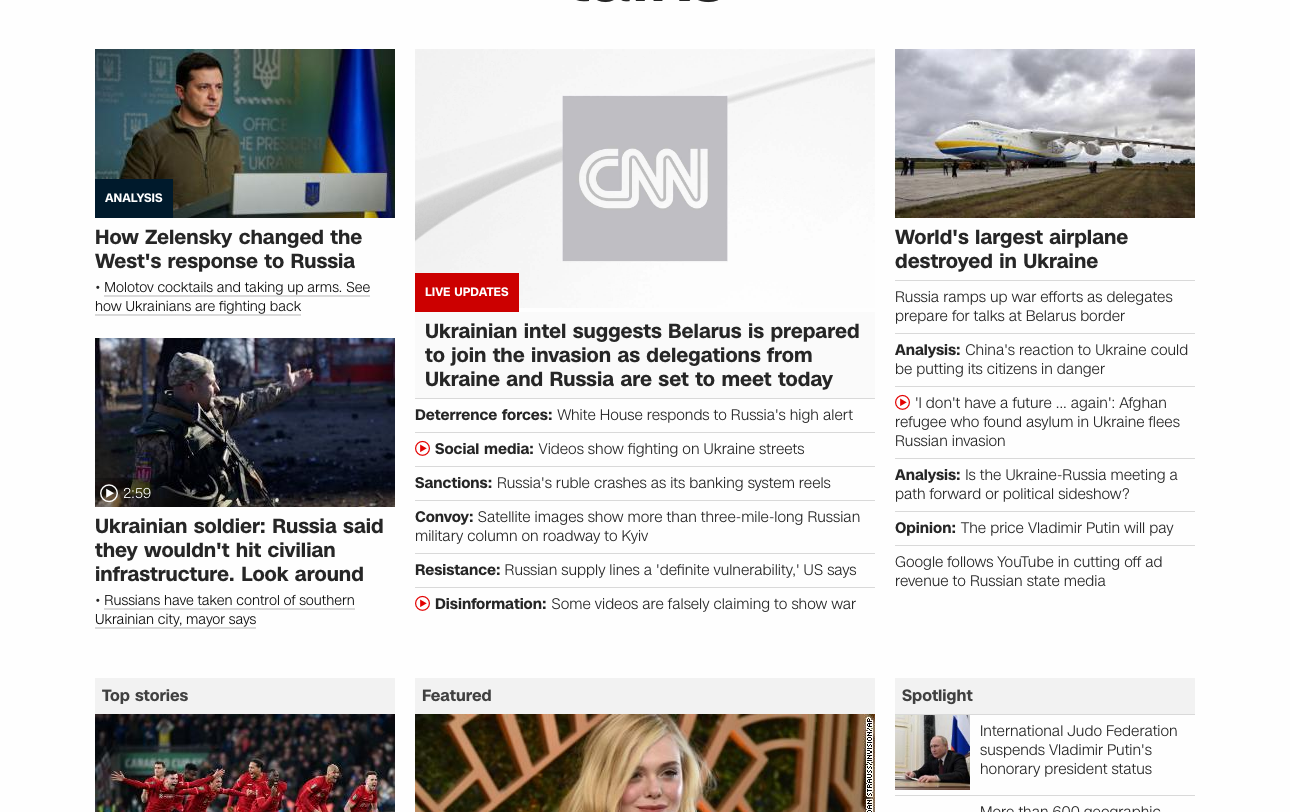 OFFICE
HE PRESIDENT
UKRAINE
ANALYSIS
How Zelensky changed the
West's response to Russia
• Molotov cocktails and taking up arms. See
how Ukrainians are fighting back
2:59
Ukrainian soldier: Russia said
they wouldn't hit civilian
infrastructure. Look around
• Russians have taken control of southern
Ukrainian city, mayor says
CNN
LIVE UPDATES
Ukrainian intel suggests Belarus is prepared
to join the invasion as delegations from
Ukraine and Russia are set to meet today
Deterrence forces: White House responds to Russia's high alert
Social media: Videos show fighting on Ukraine streets
Sanctions: Russia's ruble crashes as its banking system reels
Convoy: Satellite images show more than three-mile-long Russian
military column on roadway to Kyiv
Resistance: Russian supply lines a 'definite vulnerability,' US says
Disinformation: Some videos are falsely claiming to show war
World's largest airplane
destroyed in Ukraine
Russia ramps up war efforts as delegates
prepare for talks at Belarus border
Analysis: China's reaction to Ukraine could
be putting its citizens in danger
'I don't have a future ... again': Afghan
refugee who found asylum in Ukraine flees
Russian invasion
Analysis: Is the Ukraine-Russia meeting a
path forward or political sideshow?
Opinion: The price Vladimir Putin will pay
Google follows YouTube in cutting off ad
revenue to Russian state media
Top stories
Featured
STRAUSS/INVISION/AP
Spotlight
International Judo Federation
suspends Vladimir Putin's
honorary president status
More than 600 geographic